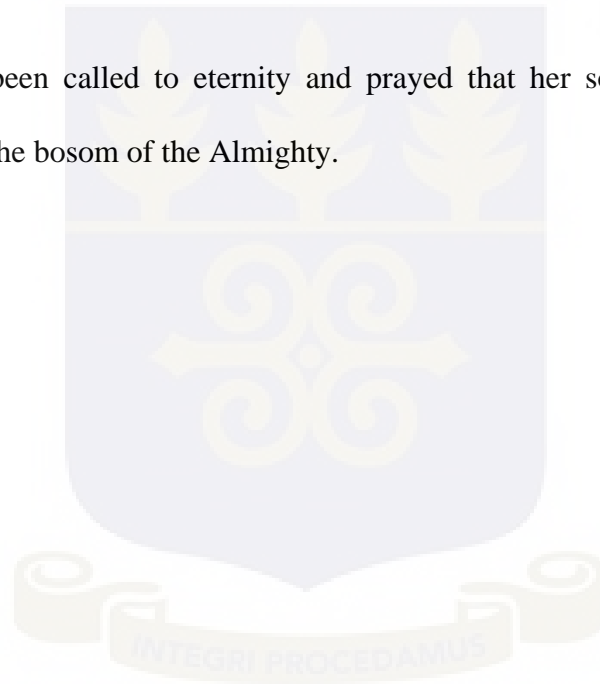 been called to eternity and prayed that her
he bosom of the Almighty.
INTEGRI PROCEDAMUS